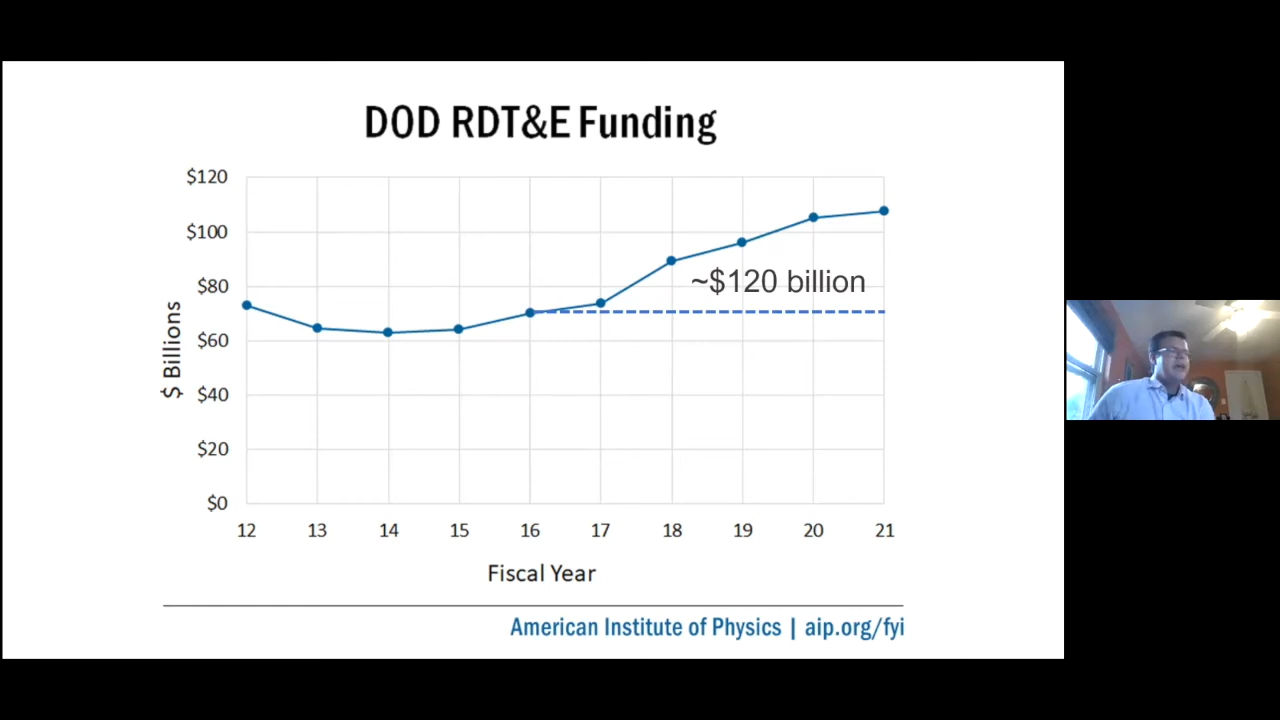 DOD RDT&E Funding
$120
$100
$80
$60
$40
$20
$0
$ Billions
~$120 billion
12 13 14 15 16 17 18 19 20 21
Fiscal Year
American Institute of Physics | aip.org/fyi